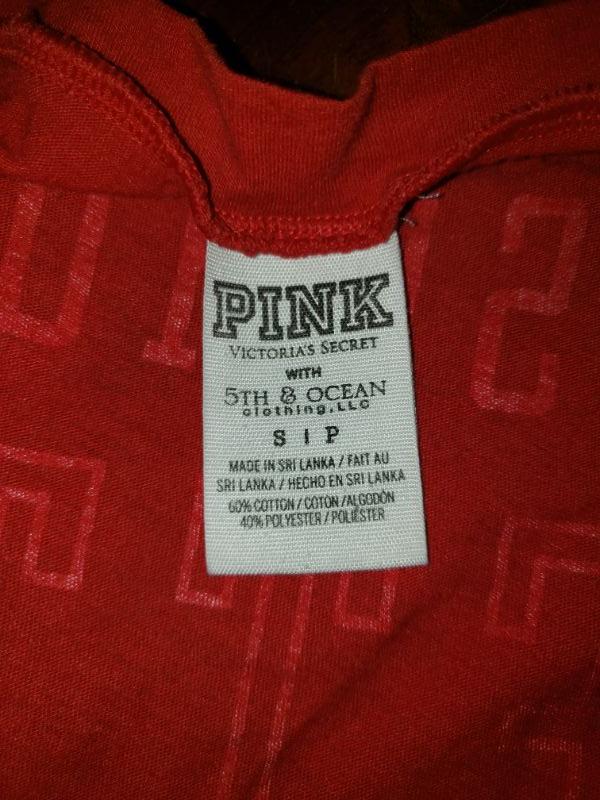 PINK
VICTORIA'S SECRET
WITH
5TH & OCEAN
clothing, LLC
S | P
MADE IN SRI LANKA / FAIT AU
SRI LANKA / HECHO EN SRI LANKA
60% COTTON / COTON / ALGODÓN
40% POLYESTER / POLIÉSTER